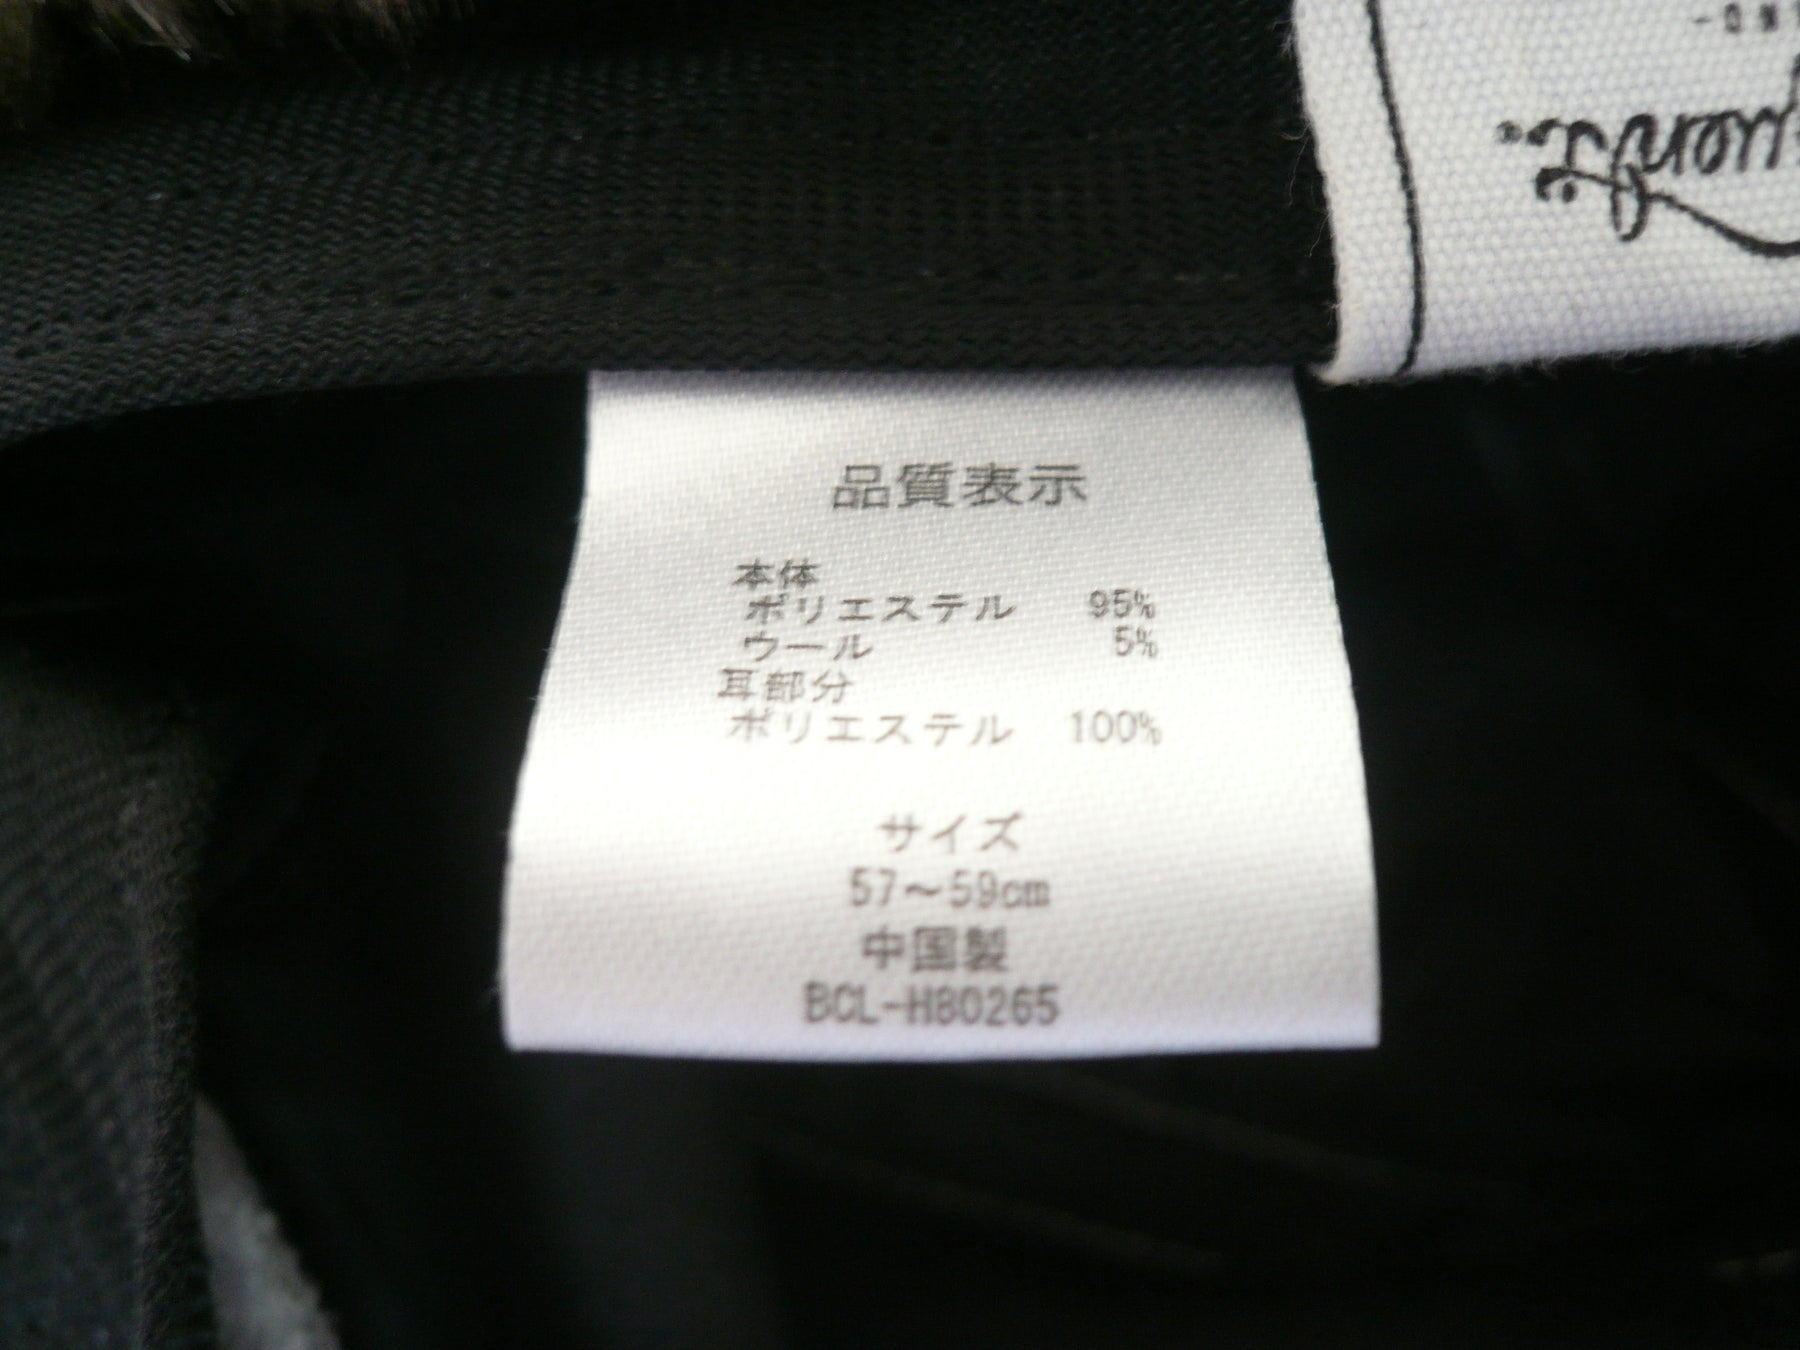 品質表示
本体
ポリエステル 95%
ウール 5%
耳部分
ポリエステル 100%
サイズ
57～59cm
中国製
BCL-H80265